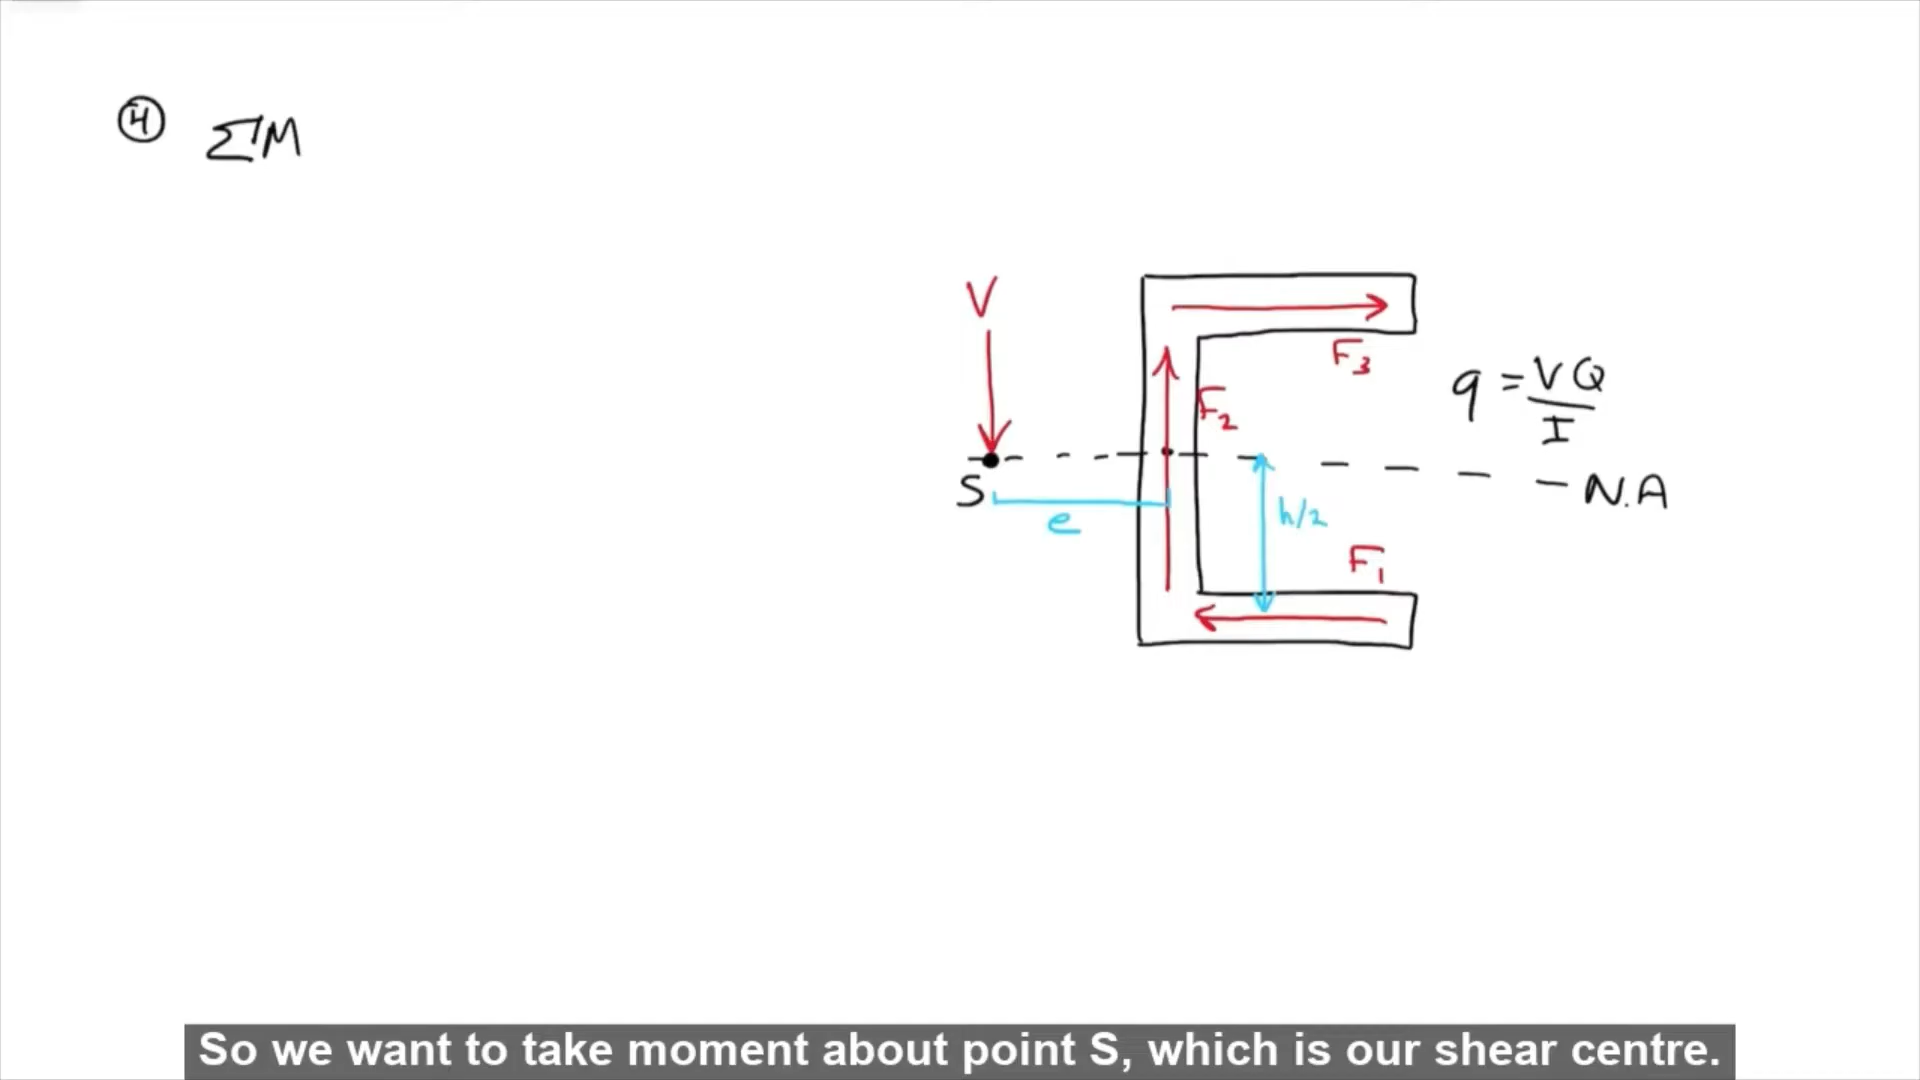 ④ ΣM
V
F3
F2
q = VQ/I
S
e
h/2
N.A
F1
So we want to take moment about point S, which is our shear centre.